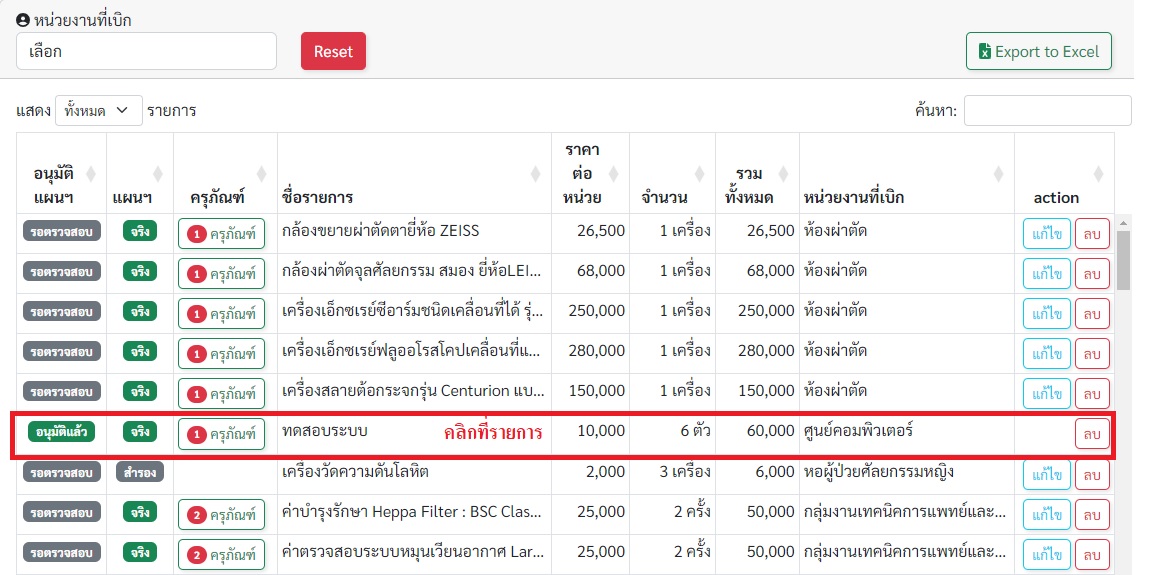 หน่วยงานที่เบิก
เลือก
Reset
Export to Excel
แสดง ทั้งหมด รายการ
ค้นหา:
อนุมัติแผนฯ แผนฯ ครุภัณฑ์ ชื่อรายการ ราคาต่อหน่วย จำนวน รวมทั้งหมด หน่วยงานที่เบิก action
รอตรวจสอบ จริง 1 ครุภัณฑ์ กล้องขยายผ่าตัดตายี่ห้อ ZEISS 26,500 1 เครื่อง 26,500 ห้องผ่าตัด แก้ไข ลบ
รอตรวจสอบ จริง 1 ครุภัณฑ์ กล้องผ่าตัดจุลศัลยกรรม สมอง ยี่ห้อLEI... 68,000 1 เครื่อง 68,000 ห้องผ่าตัด แก้ไข ลบ
รอตรวจสอบ จริง 1 ครุภัณฑ์ เครื่องเอ็กซเรย์ซีอาร์มชนิดเคลื่อนที่ได้ รุ่... 250,000 1 เครื่อง 250,000 ห้องผ่าตัด แก้ไข ลบ
รอตรวจสอบ จริง 1 ครุภัณฑ์ เครื่องเอ็กซเรย์ฟลูออโรสโคปเคลื่อนที่แ... 280,000 1 เครื่อง 280,000 ห้องผ่าตัด แก้ไข ลบ
รอตรวจสอบ จริง 1 ครุภัณฑ์ เครื่องสลายต้อกระจกรุ่น Centurion แบ... 150,000 1 เครื่อง 150,000 ห้องผ่าตัด แก้ไข ลบ
อนุมัติแล้ว จริง 1 ครุภัณฑ์ ทดสอบระบบ คลิกที่รายการ 10,000 6 ตัว 60,000 ศูนย์คอมพิวเตอร์ ลบ
รอตรวจสอบ สำรอง เครื่องวัดความดันโลหิต 2,000 3 เครื่อง 6,000 หอผู้ป่วยศัลยกรรมหญิง แก้ไข ลบ
รอตรวจสอบ จริง 2 ครุภัณฑ์ ค่าบำรุงรักษา Heppa Filter : BSC Clas... 25,000 2 ครั้ง 50,000 กลุ่มงานเทคนิคการแพทย์และ... แก้ไข ลบ
รอตรวจสอบ จริง 2 ครุภัณฑ์ ค่าตรวจสอบระบบหมุนเวียนอากาศ Lar... 25,000 2 ครั้ง 50,000 กลุ่มงานเทคนิคการแพทย์และ... แก้ไข ลบ